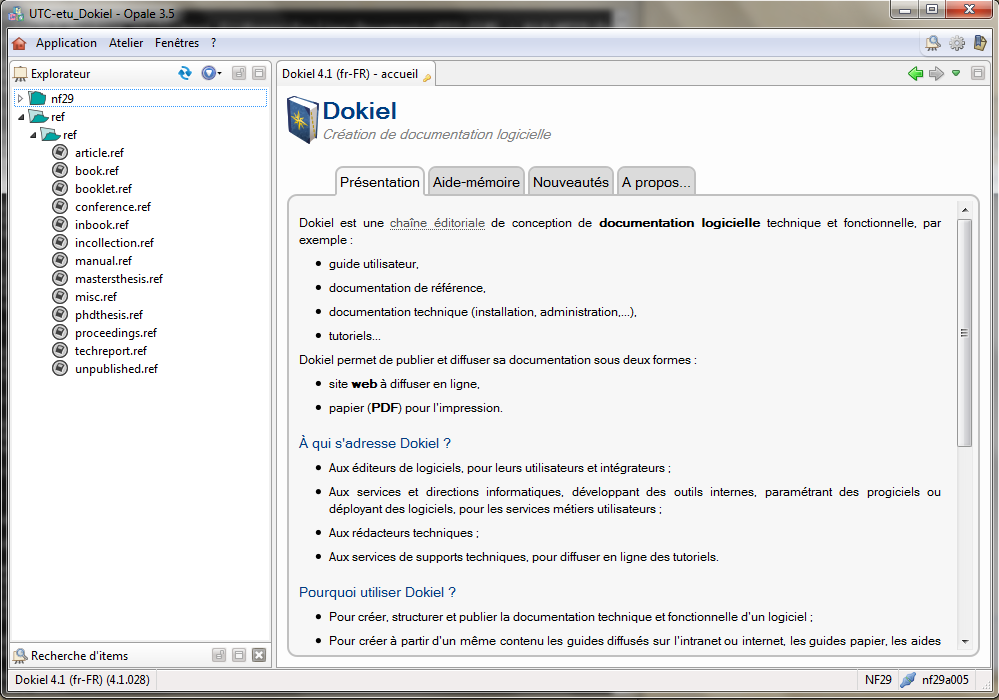 UTC-etu_Dokiel - Opale 3.5
Application Atelier Fenêtres ?
Explorateur
nf29
ref
ref
article.ref
book.ref
booklet.ref
conference.ref
inbook.ref
incollection.ref
manual.ref
mastersthesis.ref
misc.ref
phdthesis.ref
proceedings.ref
techreport.ref
unpublished.ref
Recherche d'items
Dokiel 4.1 (fr-FR) - accueil
Dokiel
Création de documentation logicielle
Présentation Aide-mémoire Nouveautés A propos...
Dokiel est une chaîne éditoriale de conception de documentation logicielle technique et fonctionnelle, par
exemple :
• guide utilisateur,
• documentation de référence,
• documentation technique (installation, administration,...),
• tutoriels...
Dokiel permet de publier et diffuser sa documentation sous deux formes :
• site web à diffuser en ligne,
• papier (PDF) pour l'impression.
À qui s'adresse Dokiel ?
• Aux éditeurs de logiciels, pour leurs utilisateurs et intégrateurs ;
• Aux services et directions informatiques, développant des outils internes, paramétrant des progiciels ou
déployant des logiciels, pour les services métiers utilisateurs ;
• Aux rédacteurs techniques ;
• Aux services de supports techniques, pour diffuser en ligne des tutoriels.
Pourquoi utiliser Dokiel ?
• Pour créer, structurer et publier la documentation technique et fonctionnelle d'un logiciel ;
• Pour créer à partir d'un même contenu les guides diffusés sur l'intranet ou internet, les guides papier, les aides
Dokiel 4.1 (fr-FR) (4.1.028)
NF29 nf29a005